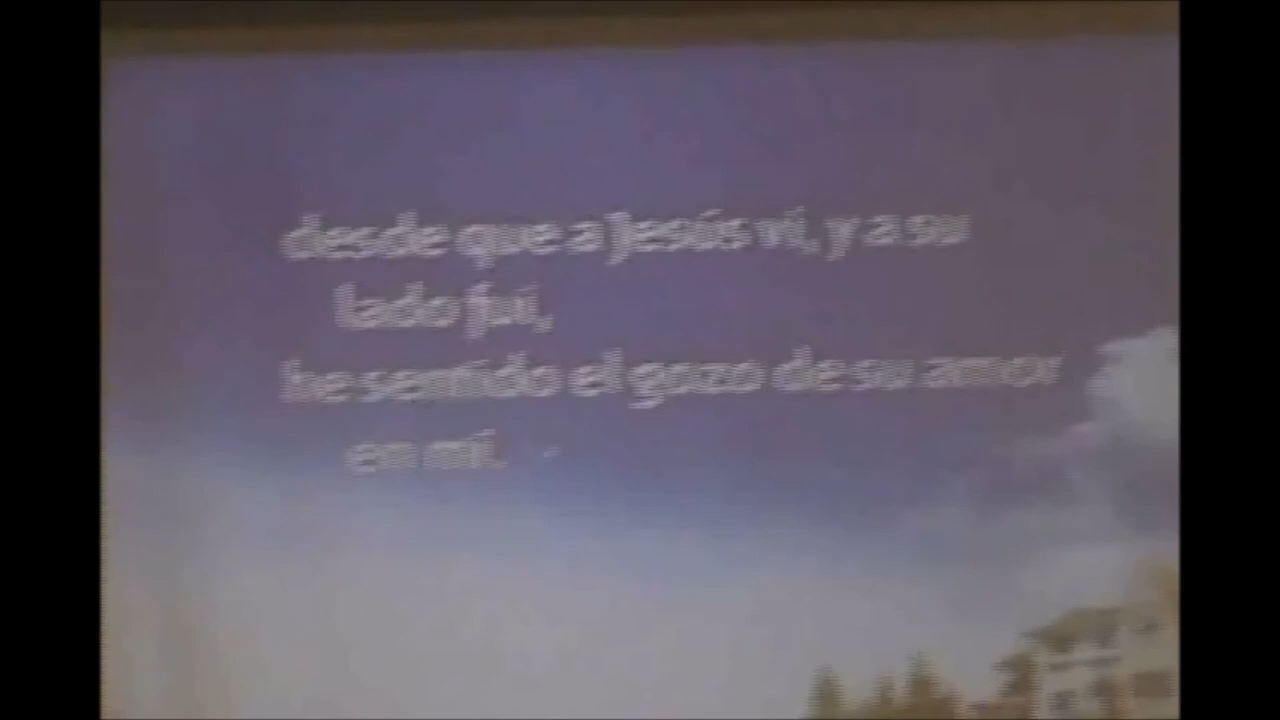 desde que a Jesús vi, y a su
lado fui,
he sentido el gozo de su amor
en mí.